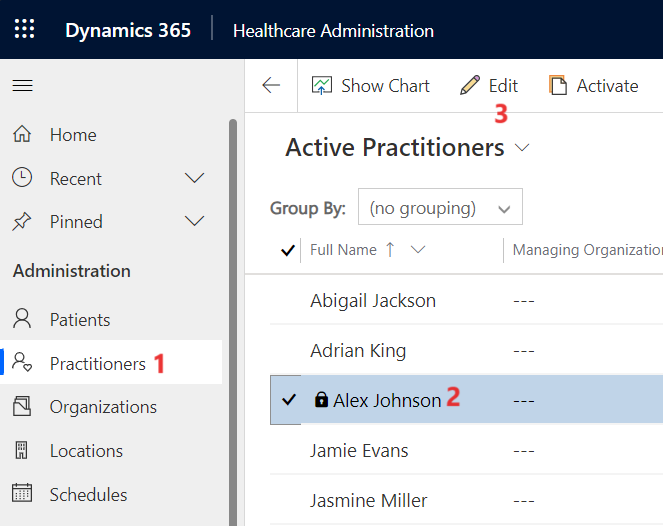 Dynamics 365 Healthcare Administration
Show Chart Edit Activate
3
Home
Recent
Pinned
Administration
Patients
Practitioners 1
Organizations
Locations
Schedules
Active Practitioners
Group By: (no grouping)
Full Name Managing Organization
Abigail Jackson ---
Adrian King ---
Alex Johnson 2 ---
Jamie Evans ---
Jasmine Miller ---